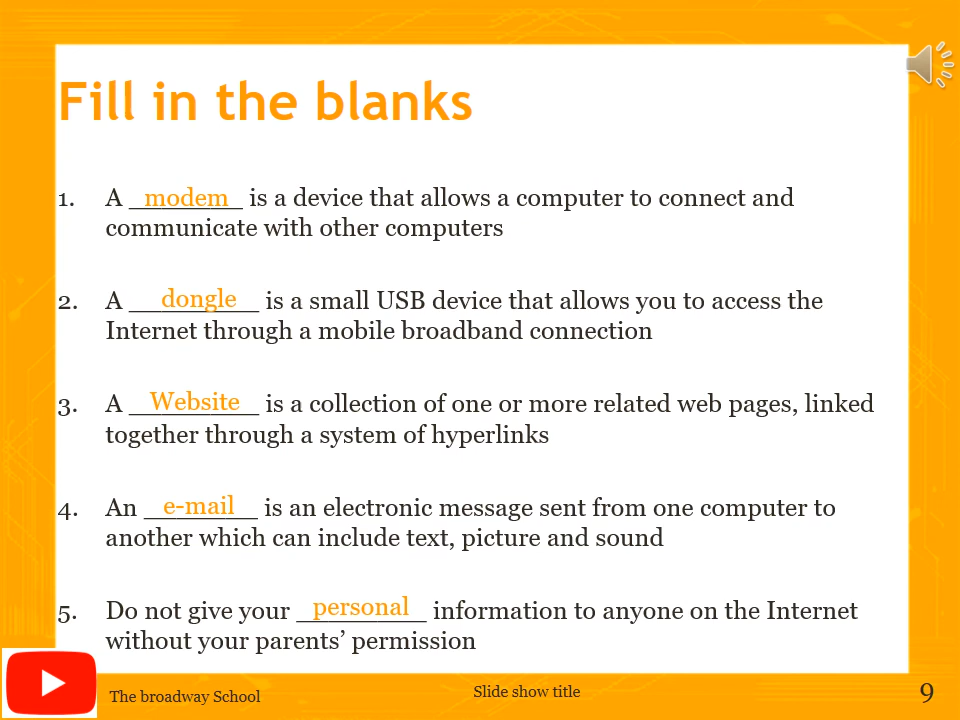 Fill in the blanks
1. A _______ modem is a device that allows a computer to connect and
communicate with other computers
2. A ________ dongle is a small USB device that allows you to access the
Internet through a mobile broadband connection
3. A ________ Website is a collection of one or more related web pages, linked
together through a system of hyperlinks
4. An _______ e-mail is an electronic message sent from one computer to
another which can include text, picture and sound
5. Do not give your ________ personal information to anyone on the Internet
without your parents’ permission
The broadway School
Slide show title
9